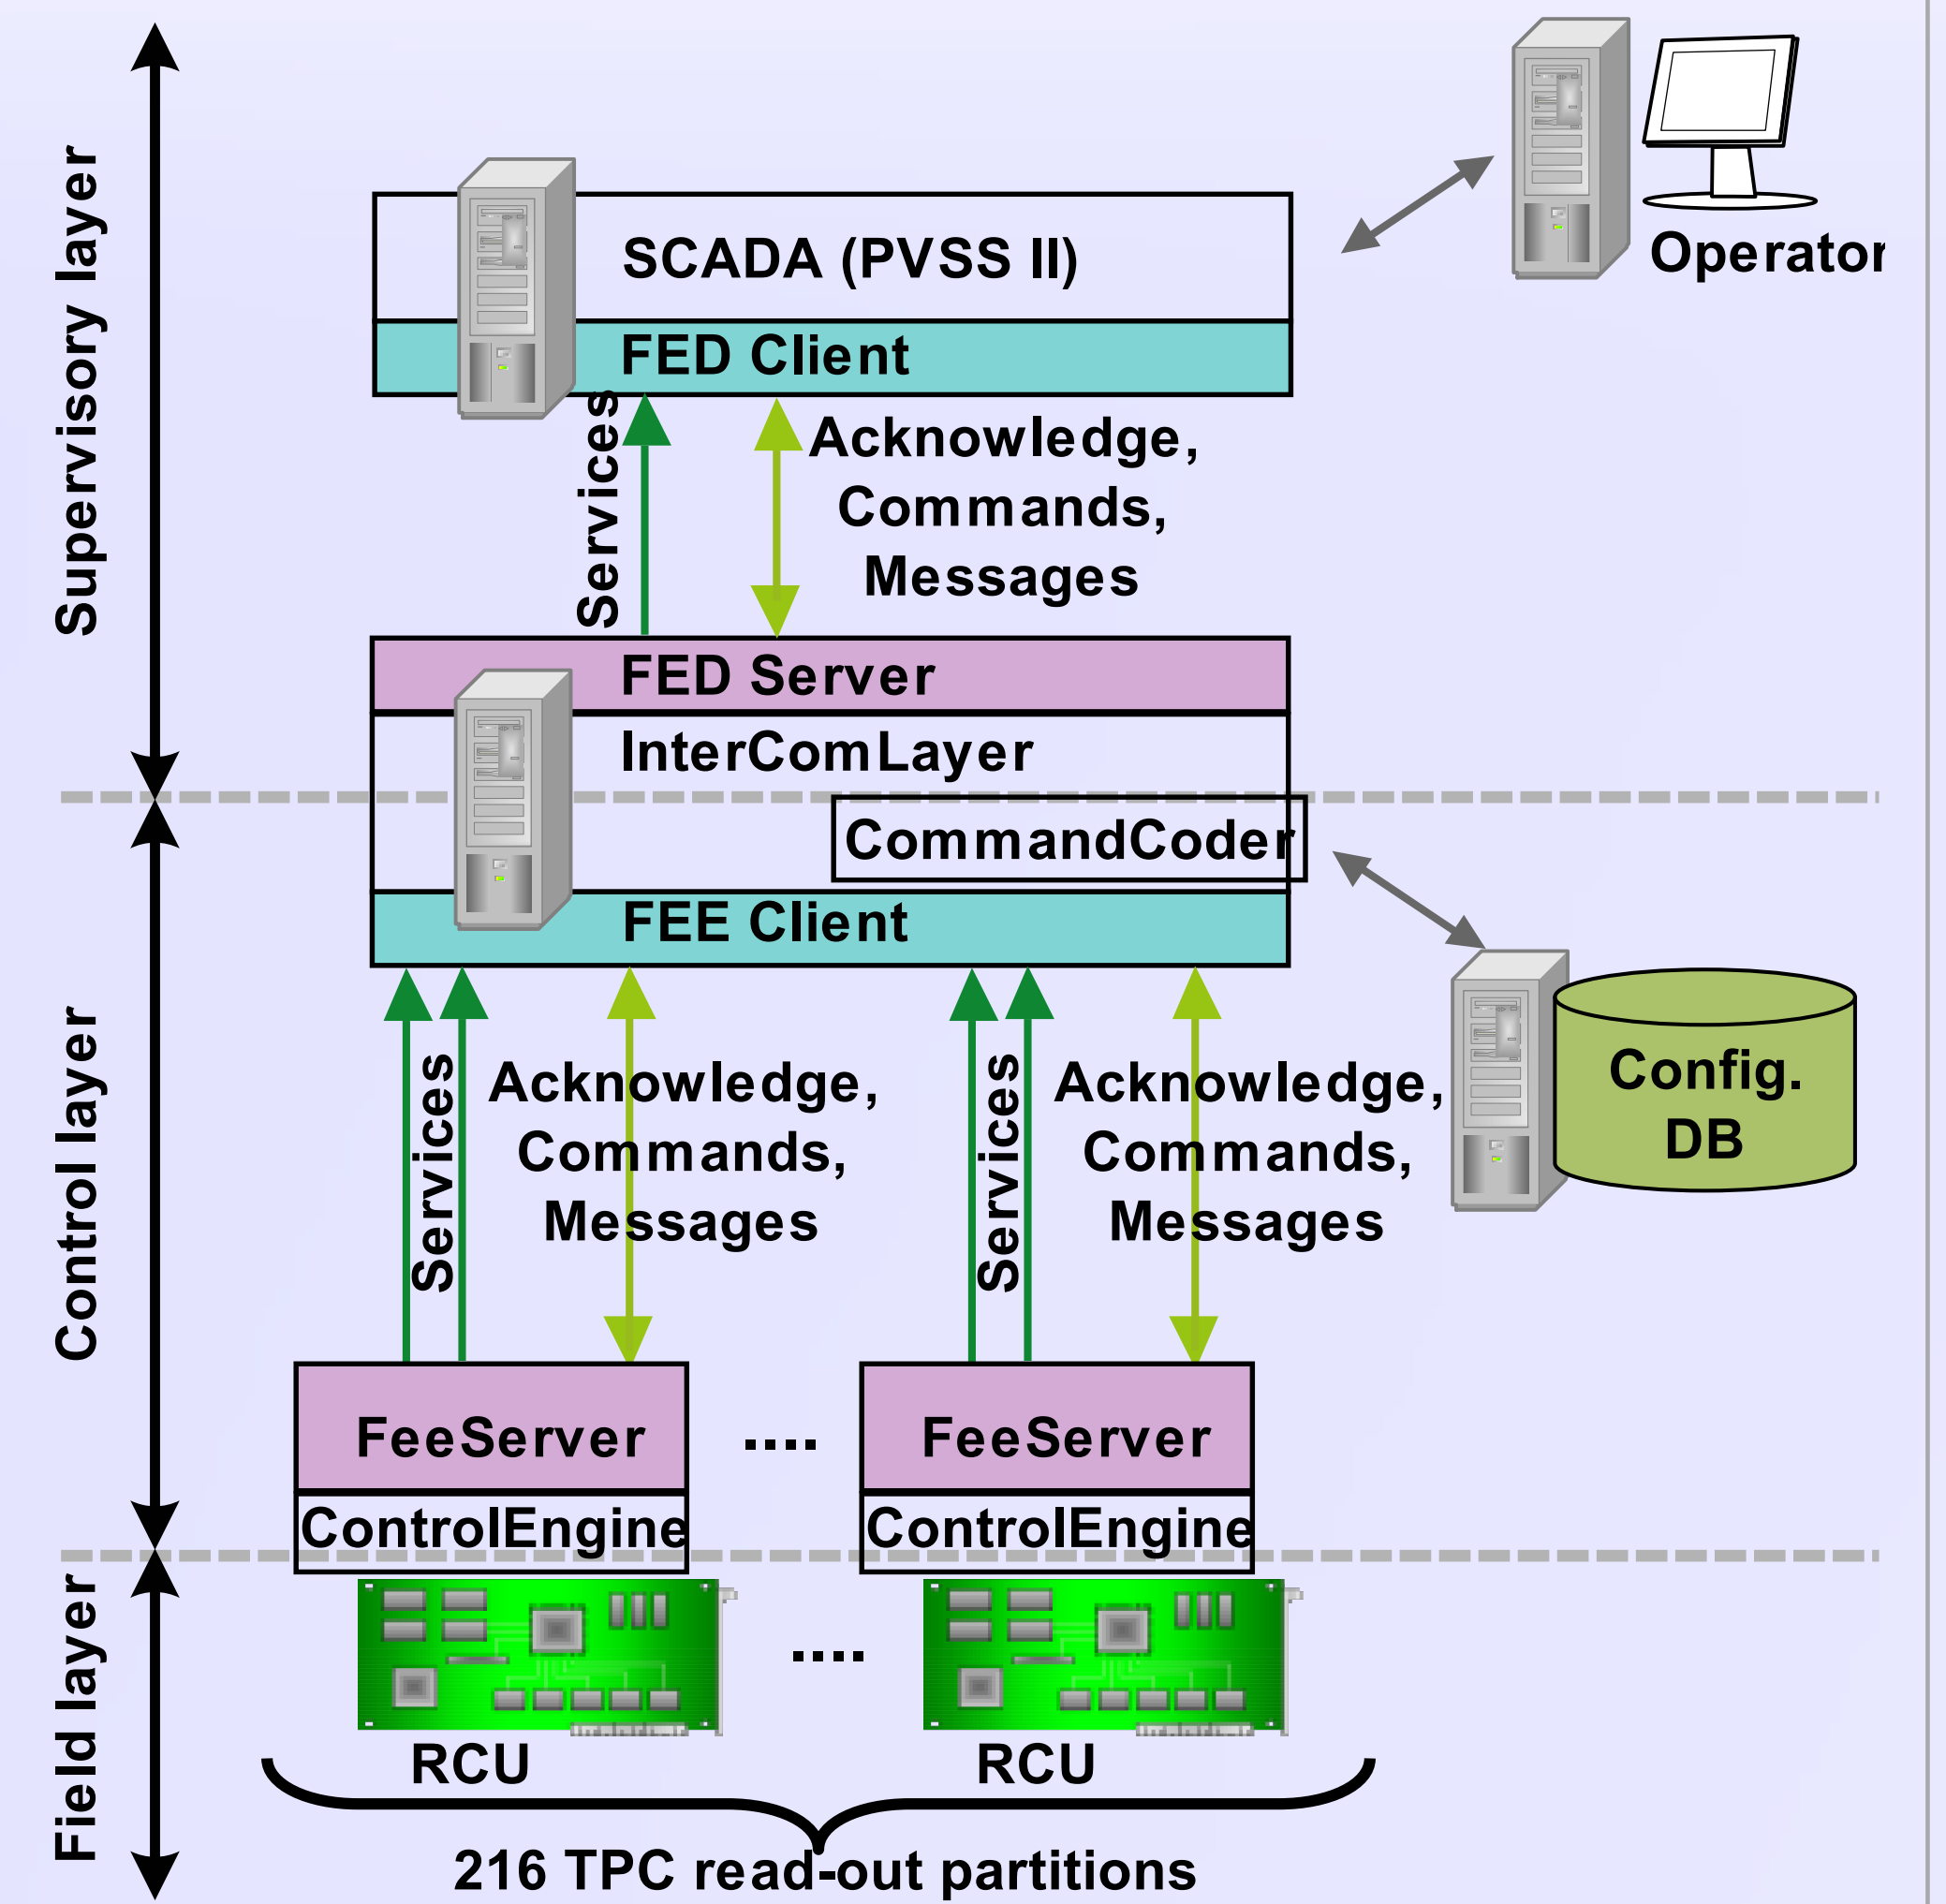 Supervisory layer
Operator
SCADA (PVSS II)
FED Client
Services
Acknowledge,
Commands,
Messages
FED Server
InterComLayer
CommandCoder
FEE Client
Control layer
Services
Acknowledge,
Commands,
Messages
Services
Acknowledge,
Commands,
Messages
Config.
DB
FeeServer
....
FeeServer
ControlEngine
ControlEngine
Field layer
....
RCU
RCU
216 TPC read-out partitions